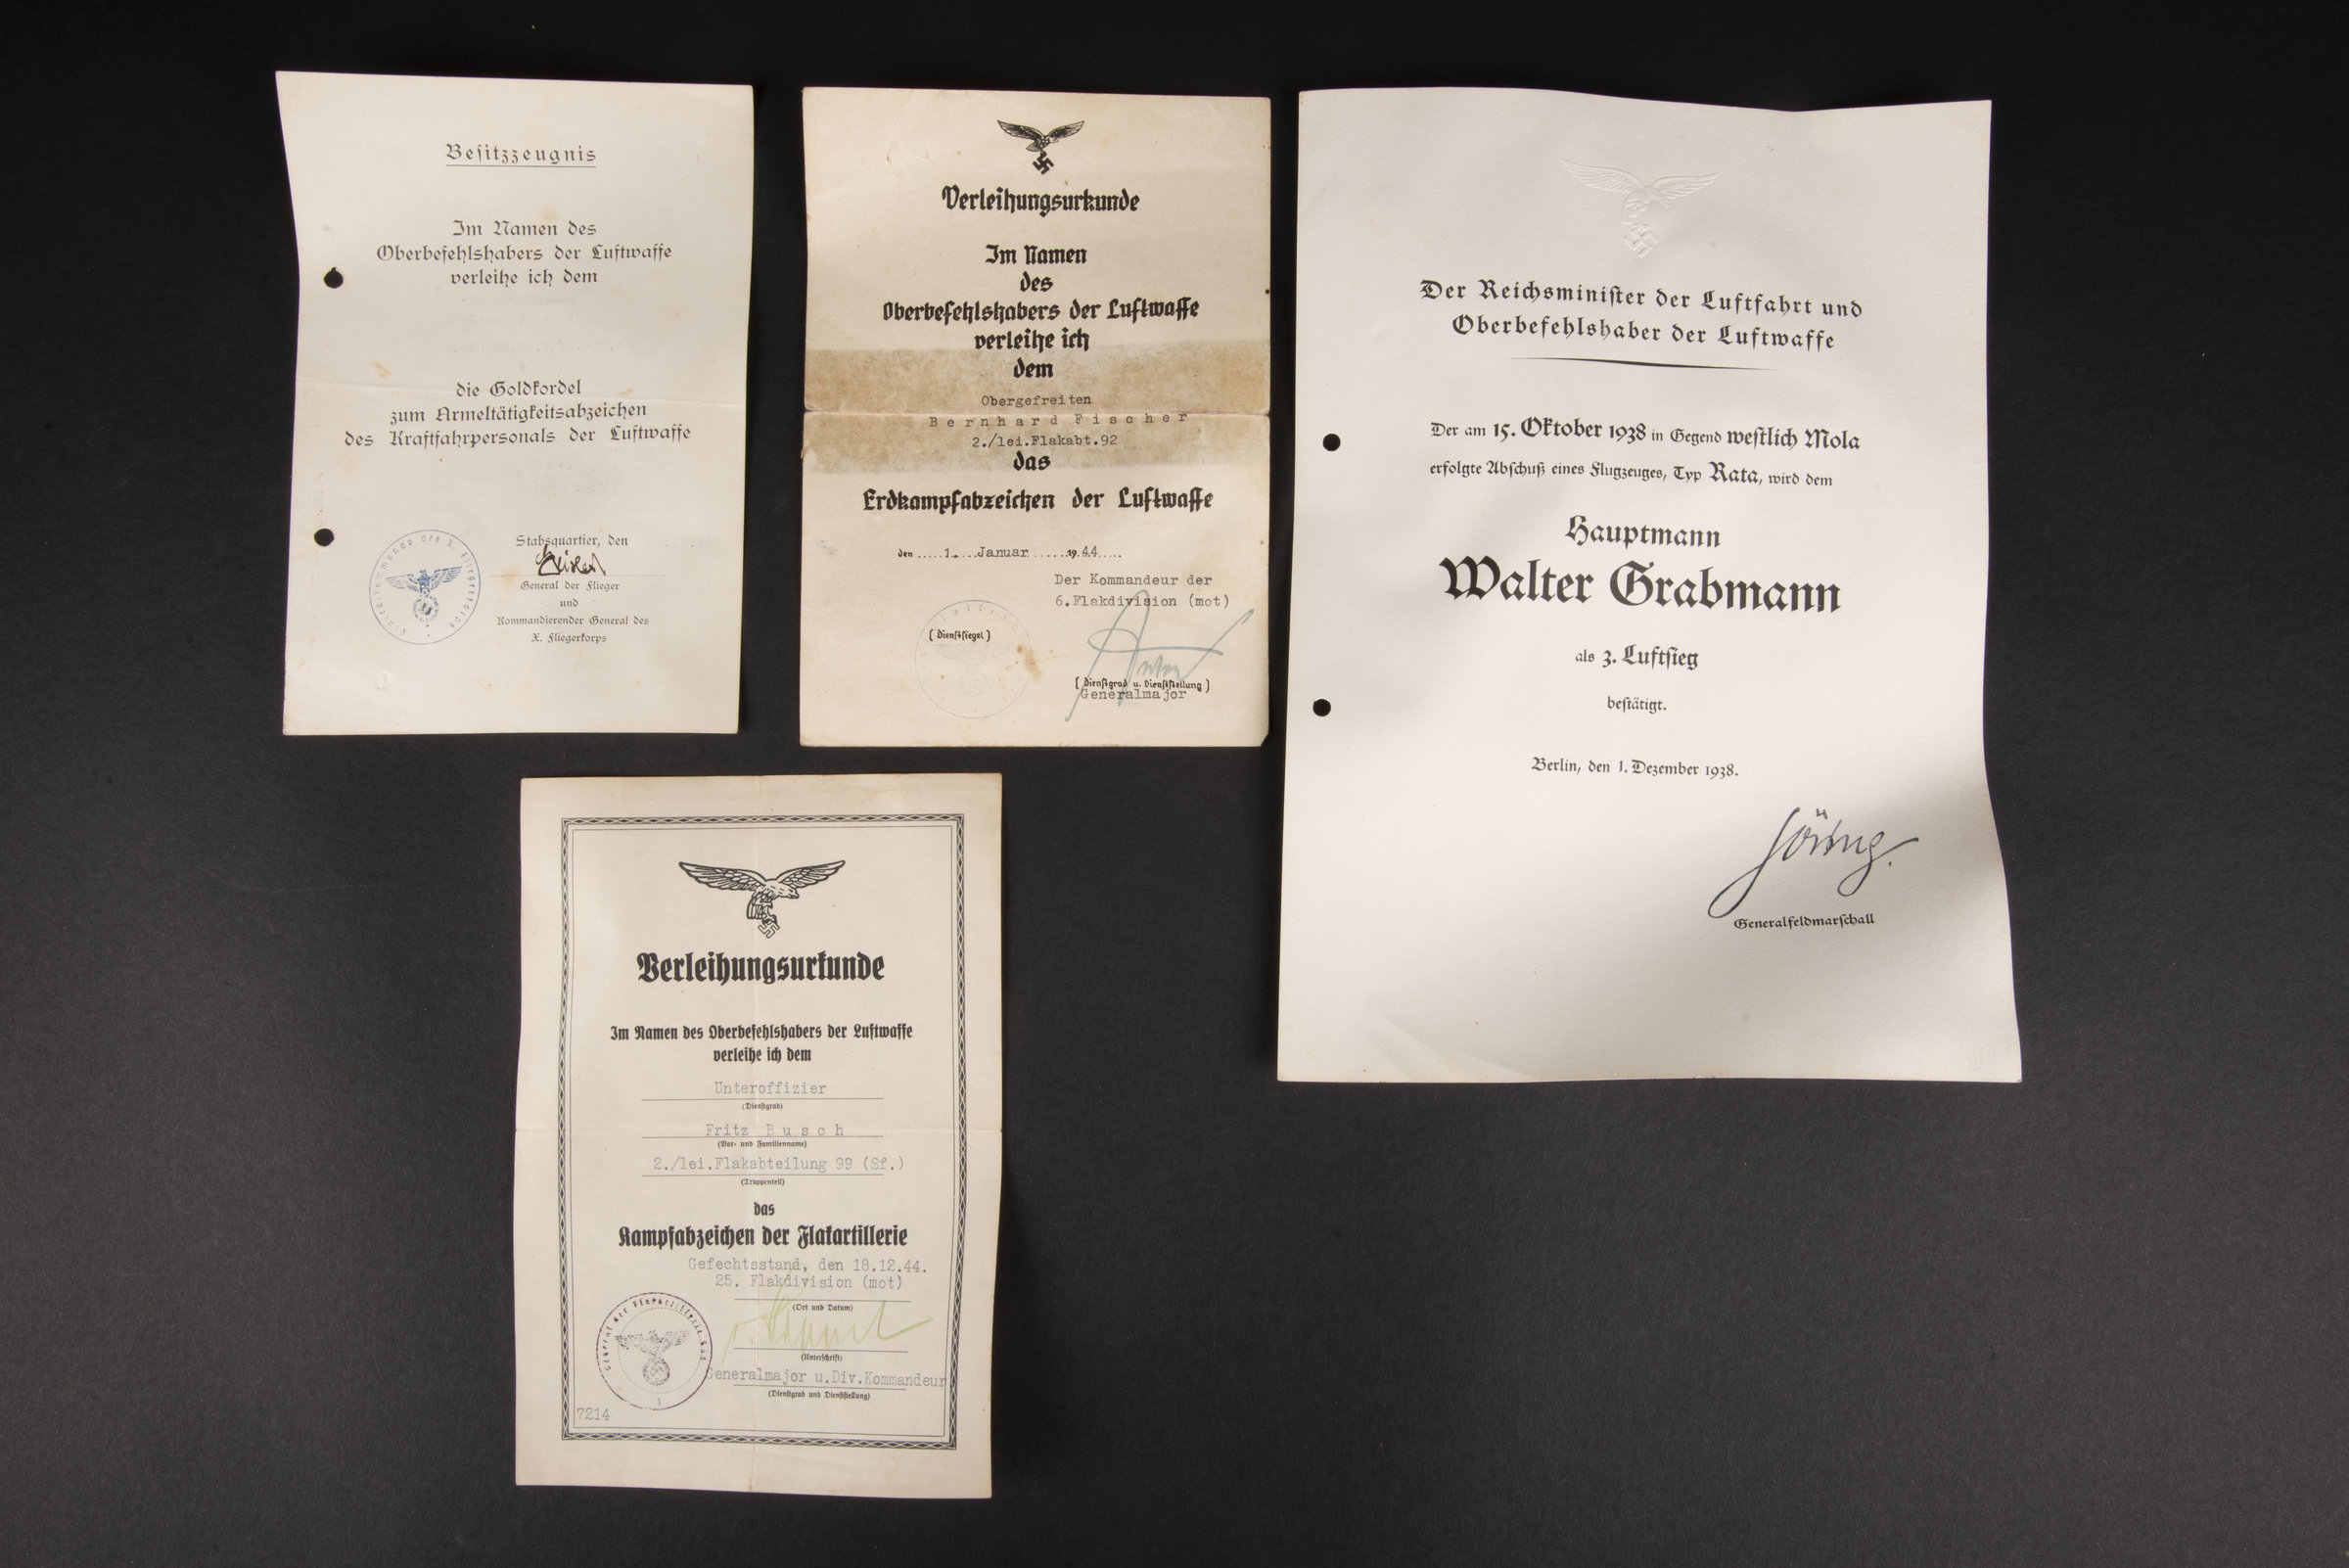 Besitzzeugnis
Im Namen des
Oberbefehlshabers der Luftwaffe
verleihe ich dem
die Goldkordel
zum Ärmeltätigkeitsabzeichen
des Kraftfahrpersonals der Luftwaffe
Stabsquartier, den
General der Flieger
und
Kommandierender General des
X. Fliegerkorps
Verleihungsurkunde
Im Namen
des
Oberbefehlshabers der Luftwaffe
verleihe ich
dem
Obergefreiten
Bernhard Fischer
2./lei.Flakabt.92
das
Erdkampfabzeichen der Luftwaffe
den .....1. Januar ..... 1944 ....
Der Kommandeur der
6.Flakdivision (mot)
( Dienstsiegel )
( Dienstgrad u. Dienststellung )
Generalmajor
Der Reichsminister der Luftfahrt und
Oberbefehlshaber der Luftwaffe
Der am 15. Oktober 1938 in Gegend westlich Mola
erfolgte Abschuß eines Flugzeuges, Typ Rata, wird dem
Hauptmann
Walter Grabmann
als 3. Luftsieg
bestätigt.
Berlin, den 1. Dezember 1938.
Göring.
Generalfeldmarschall
Verleihungsurkunde
Im Namen des Oberbefehlshabers der Luftwaffe
verleihe ich dem
Unteroffizier
(Dienstgrad)
Fritz Busch
(Vor- und Familienname)
2./lei.Flakabteilung 99 (Sf.)
(Truppenteil)
das
Kampfabzeichen der Flakartillerie
Gefechtsstand, den 18.12.44.
25. Flakdivision (mot)
(Ort und Datum)
(Unterschrift)
Generalmajor u.Div.Kommandeur
(Dienstgrad und Dienststellung)
7214